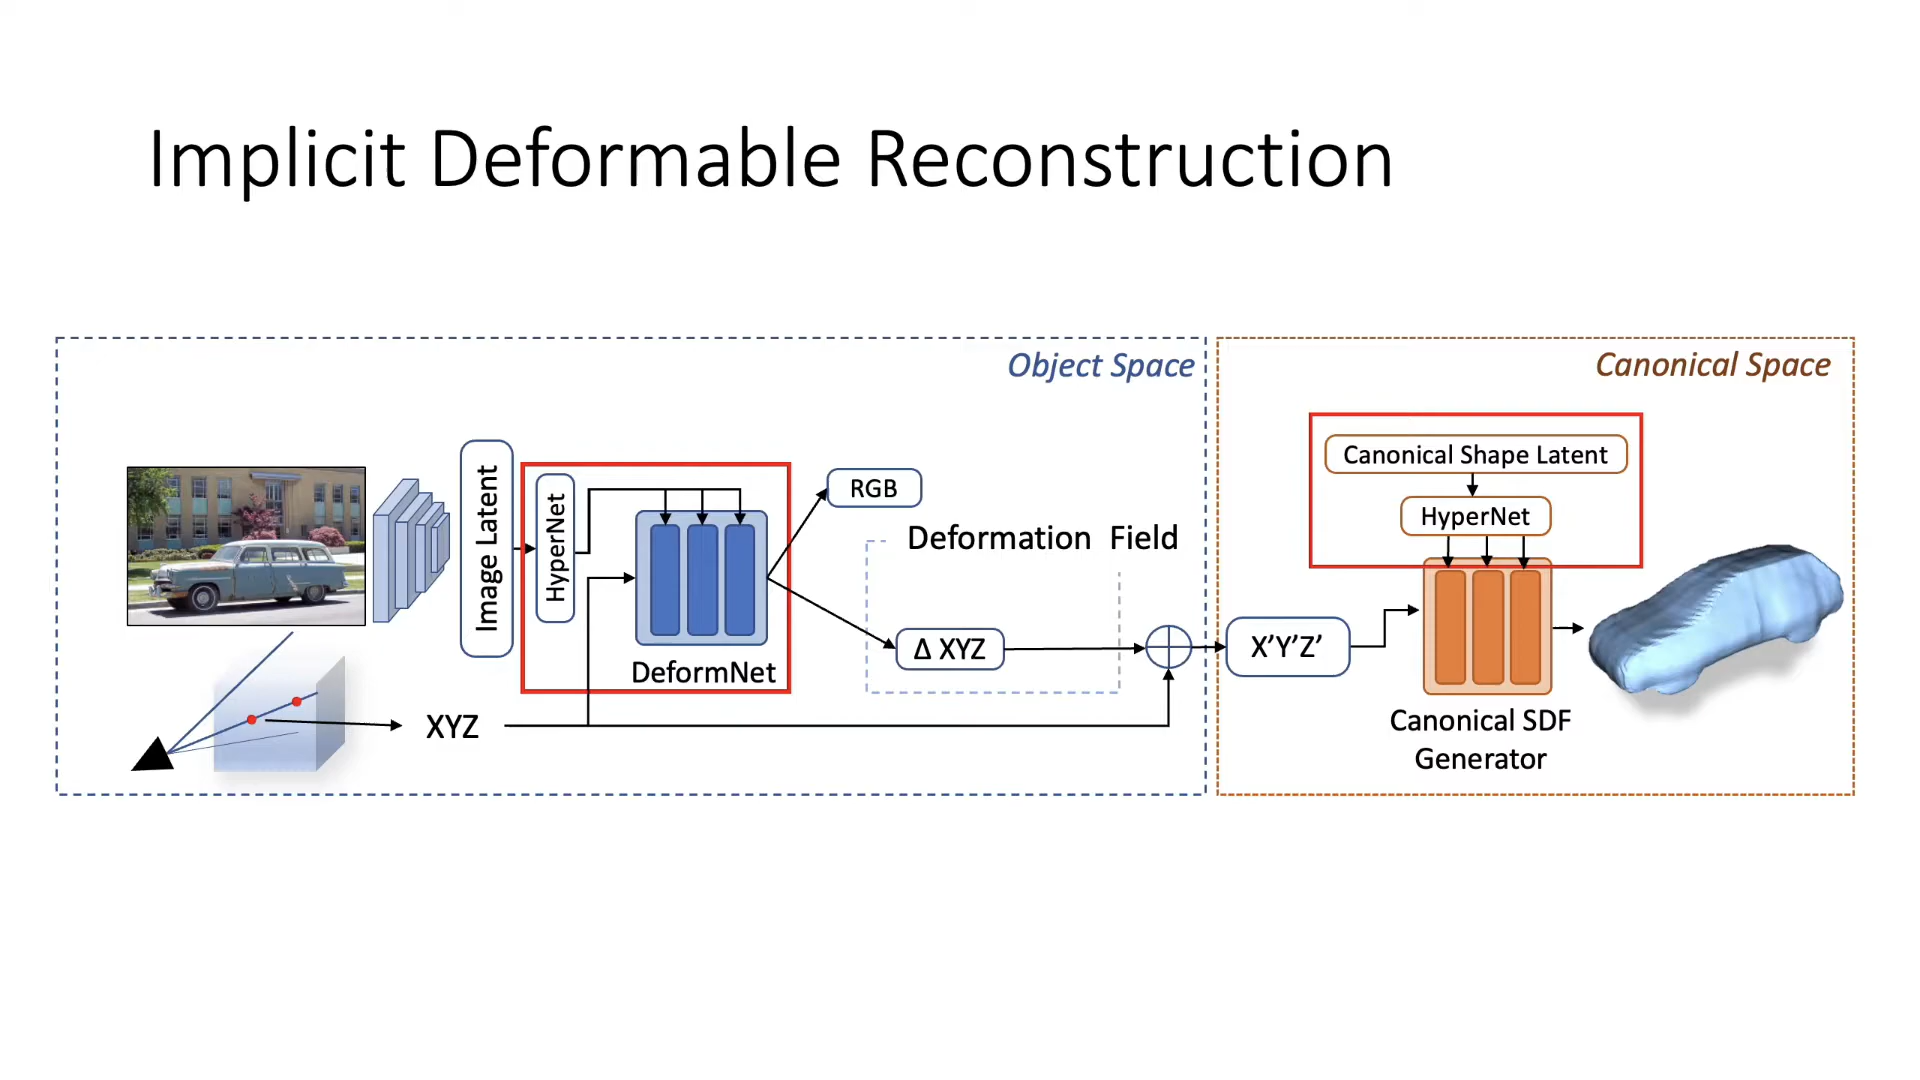 Implicit Deformable Reconstruction
Object Space
Image Latent
HyperNet
DeformNet
RGB
Deformation Field
Δ XYZ
XYZ
Canonical Space
Canonical Shape Latent
HyperNet
X'Y'Z'
Canonical SDF
Generator